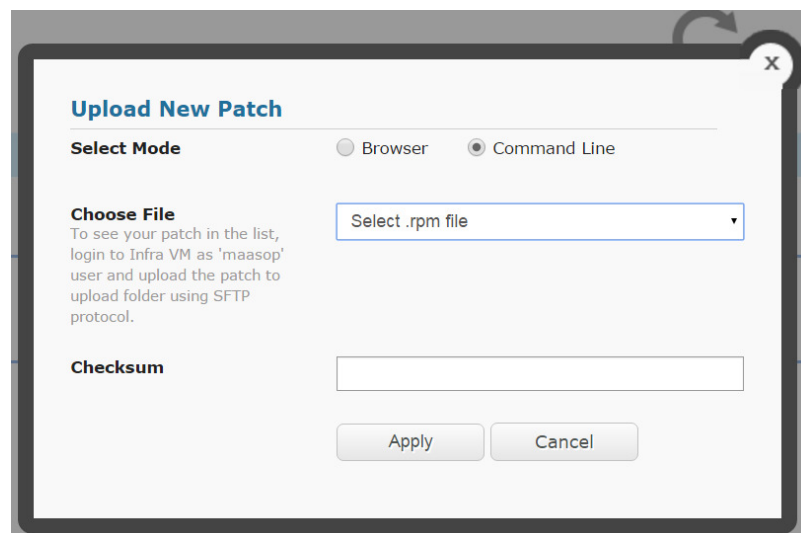 X
Upload New Patch
Select Mode
Browser
Command Line
Choose File
Select .rpm file
To see your patch in the list,
login to Infra VM as 'maasop'
user and upload the patch to
upload folder using SFTP
protocol.
Checksum
Apply
Cancel